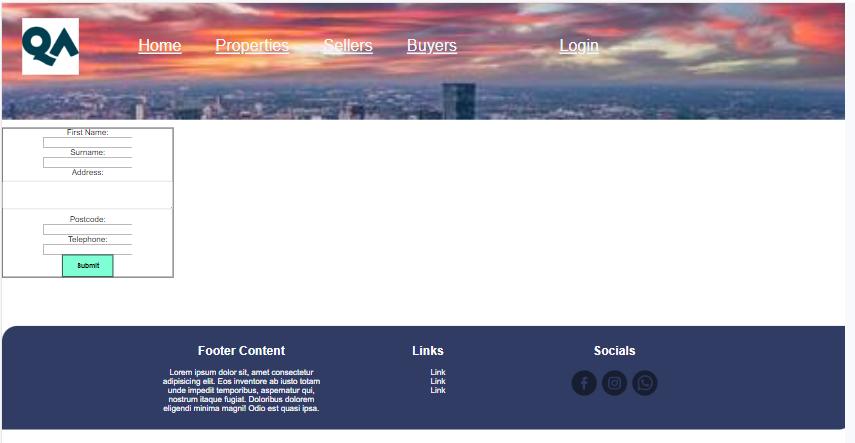 QA
Home Properties Sellers Buyers Login
First Name:
Surname:
Address:
Postcode:
Telephone:
Submit
Footer Content
Lorem ipsum dolor sit, amet consectetur
adipisicing elit. Eos inventore ab iusto totam
unde impedit temporibus, aspernatur qui,
nostrum itaque fugiat. Doloribus dolorem
eligendi minima magni! Odio est quasi ipsa.
Links
Link
Link
Link
Socials